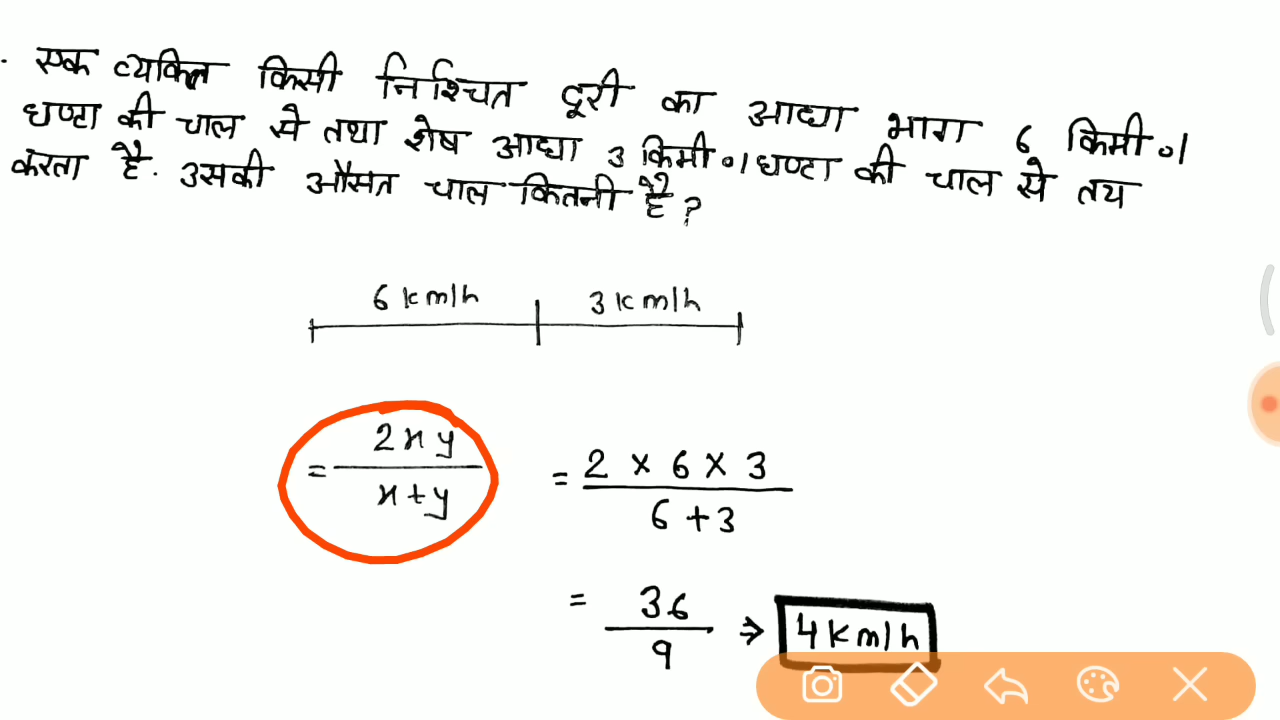 . एक व्यक्ति किसी निश्चित दूरी का आधा भाग 6 किमी०/
घण्टा की चाल से तथा शेष आधा 3 किमी०/घण्टा की चाल से तय
करता है. उसकी औसत चाल कितनी है?
6 km/h 3 km/h
= 2xy / x+y = 2 × 6 × 3 / 6 + 3
= 36 / 9 ⇒ 4 km/h